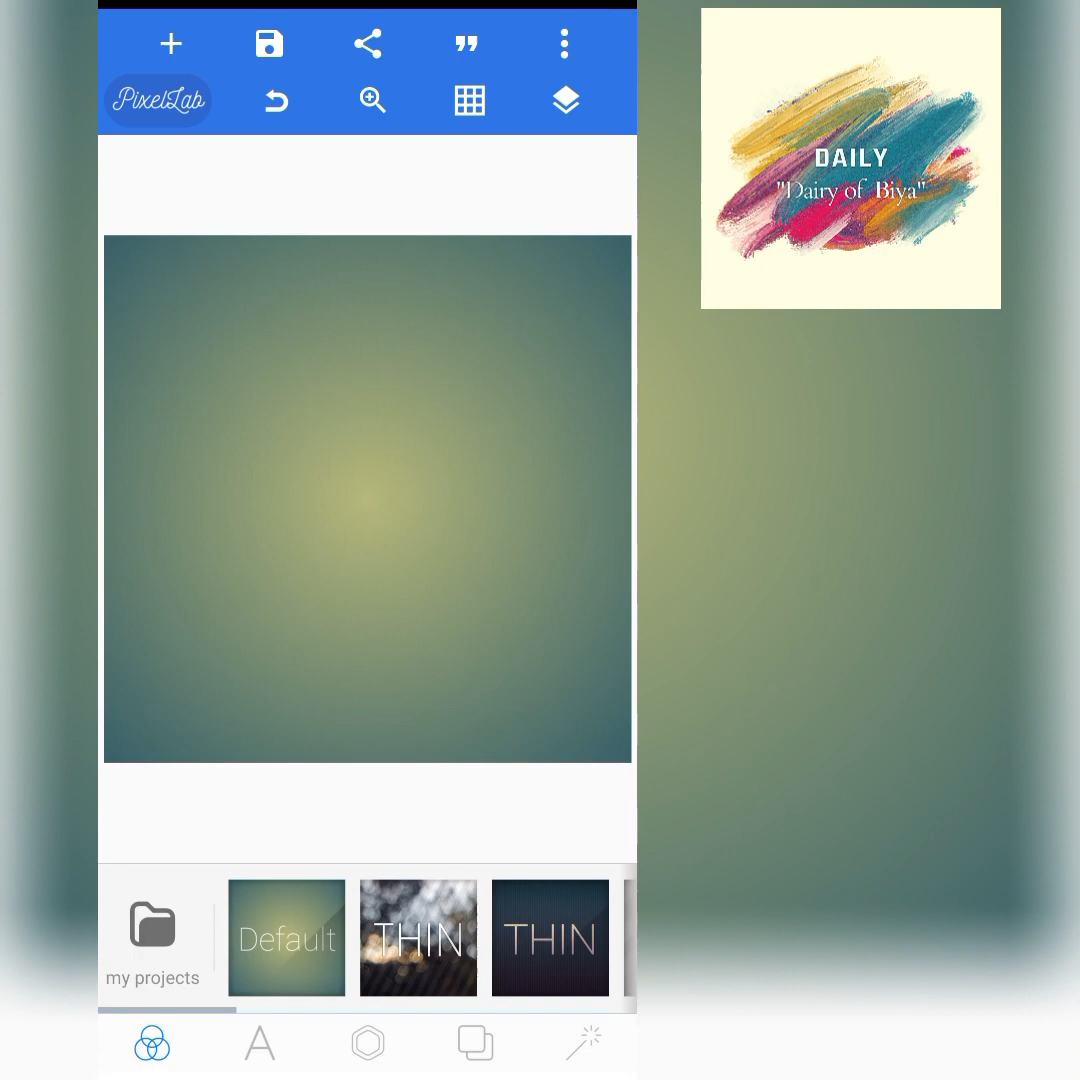 PixelLab
DAILY
"Dairy of Biya"
my projects
Default
THIN
THIN